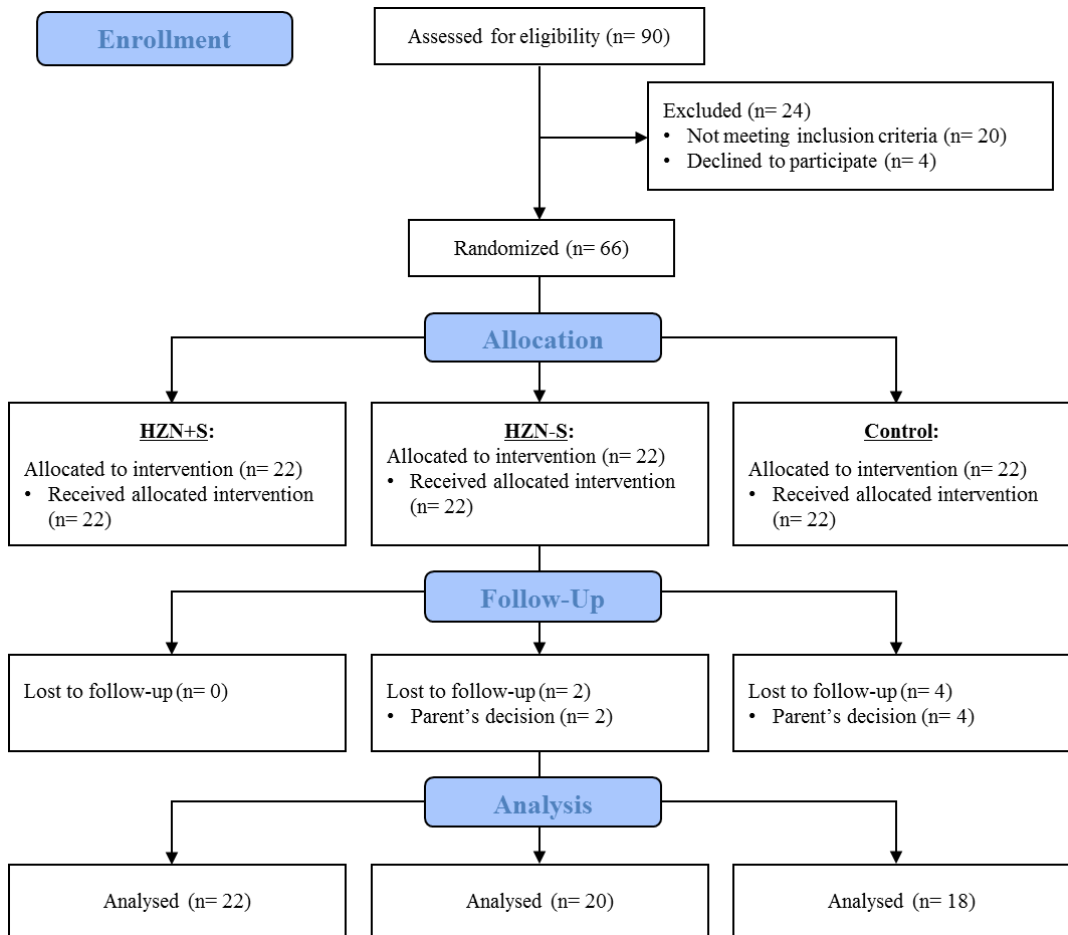 Enrollment
Assessed for eligibility (n= 90)
Excluded (n= 24)
• Not meeting inclusion criteria (n= 20)
• Declined to participate (n= 4)
Randomized (n= 66)
Allocation
HZN+S:
Allocated to intervention (n= 22)
• Received allocated intervention
(n= 22)
HZN-S:
Allocated to intervention (n= 22)
• Received allocated intervention
(n= 22)
Control:
Allocated to intervention (n= 22)
• Received allocated intervention
(n= 22)
Follow-Up
Lost to follow-up (n= 0)
Lost to follow-up (n= 2)
• Parent’s decision (n= 2)
Lost to follow-up (n= 4)
• Parent’s decision (n= 4)
Analysis
Analysed (n= 22)
Analysed (n= 20)
Analysed (n= 18)